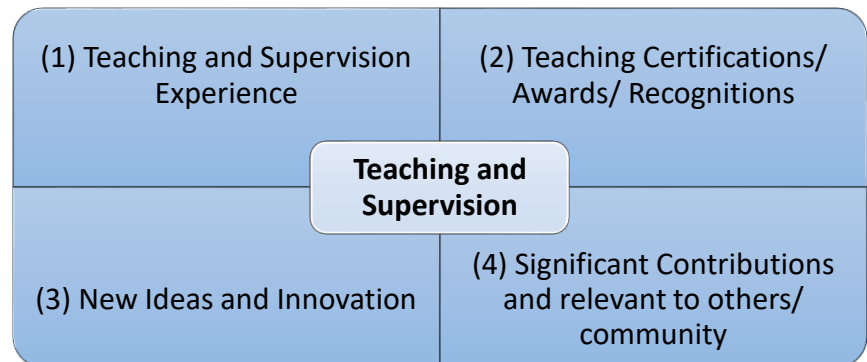 (1) Teaching and Supervision
Experience
(2) Teaching Certifications/
Awards/ Recognitions
Teaching and
Supervision
(3) New Ideas and Innovation
(4) Significant Contributions
and relevant to others/
community